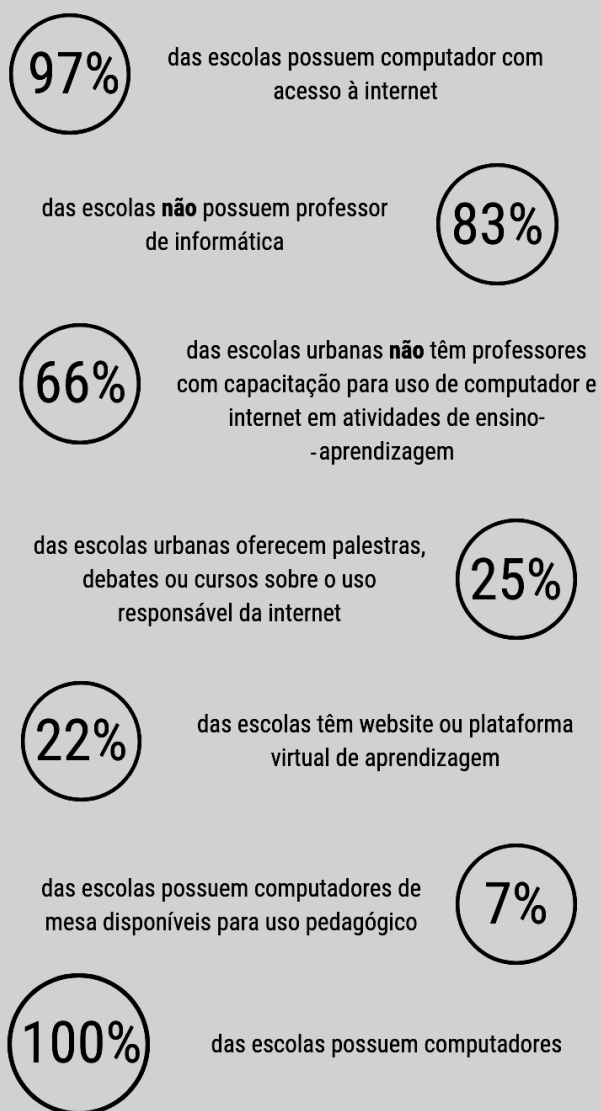 97%
das escolas possuem computador com
acesso à internet
das escolas não possuem professor
de informática
83%
66%
das escolas urbanas não têm professores
com capacitação para uso de computador e
internet em atividades de ensino-
-aprendizagem
das escolas urbanas oferecem palestras,
debates ou cursos sobre o uso
responsável da internet
25%
22%
das escolas têm website ou plataforma
virtual de aprendizagem
das escolas possuem computadores de
mesa disponíveis para uso pedagógico
7%
100%
das escolas possuem computadores